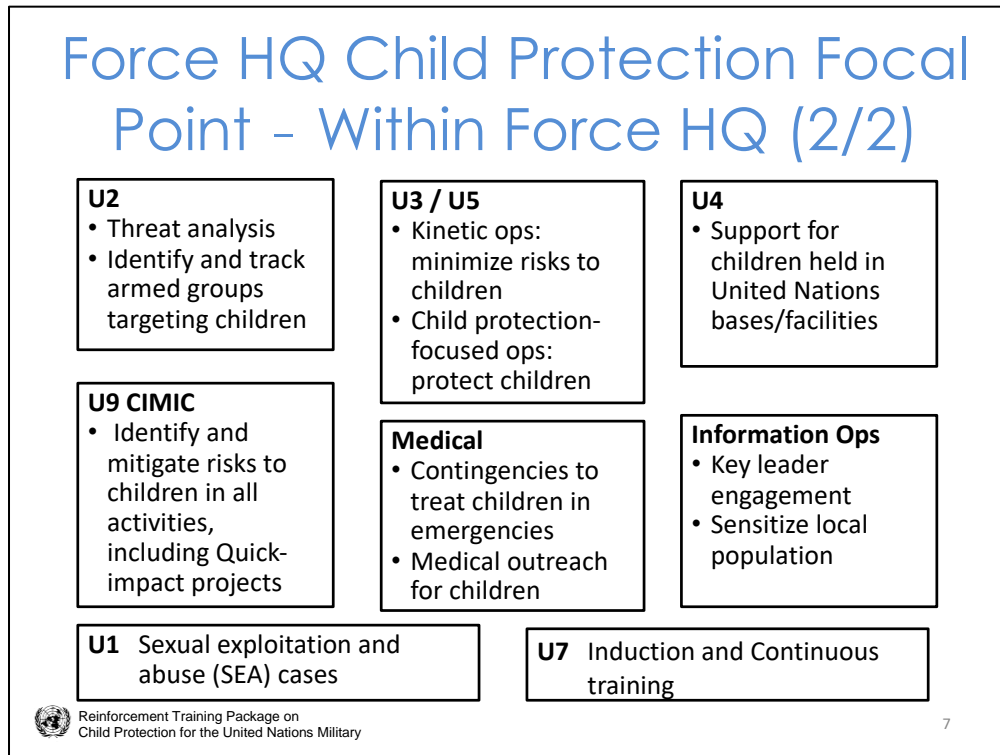 Force HQ Child Protection Focal
Point – Within Force HQ (2/2)
U2
• Threat analysis
• Identify and track
armed groups
targeting children
U3 / U5
• Kinetic ops:
minimize risks to
children
• Child protection-
focused ops:
protect children
U4
• Support for
children held in
United Nations
bases/facilities
U9 CIMIC
• Identify and
mitigate risks to
children in all
activities,
including Quick-
impact projects
Medical
• Contingencies to
treat children in
emergencies
• Medical outreach
for children
Information Ops
• Key leader
engagement
• Sensitize local
population
U1 Sexual exploitation and
abuse (SEA) cases
U7 Induction and Continuous
training
Reinforcement Training Package on
Child Protection for the United Nations Military
7